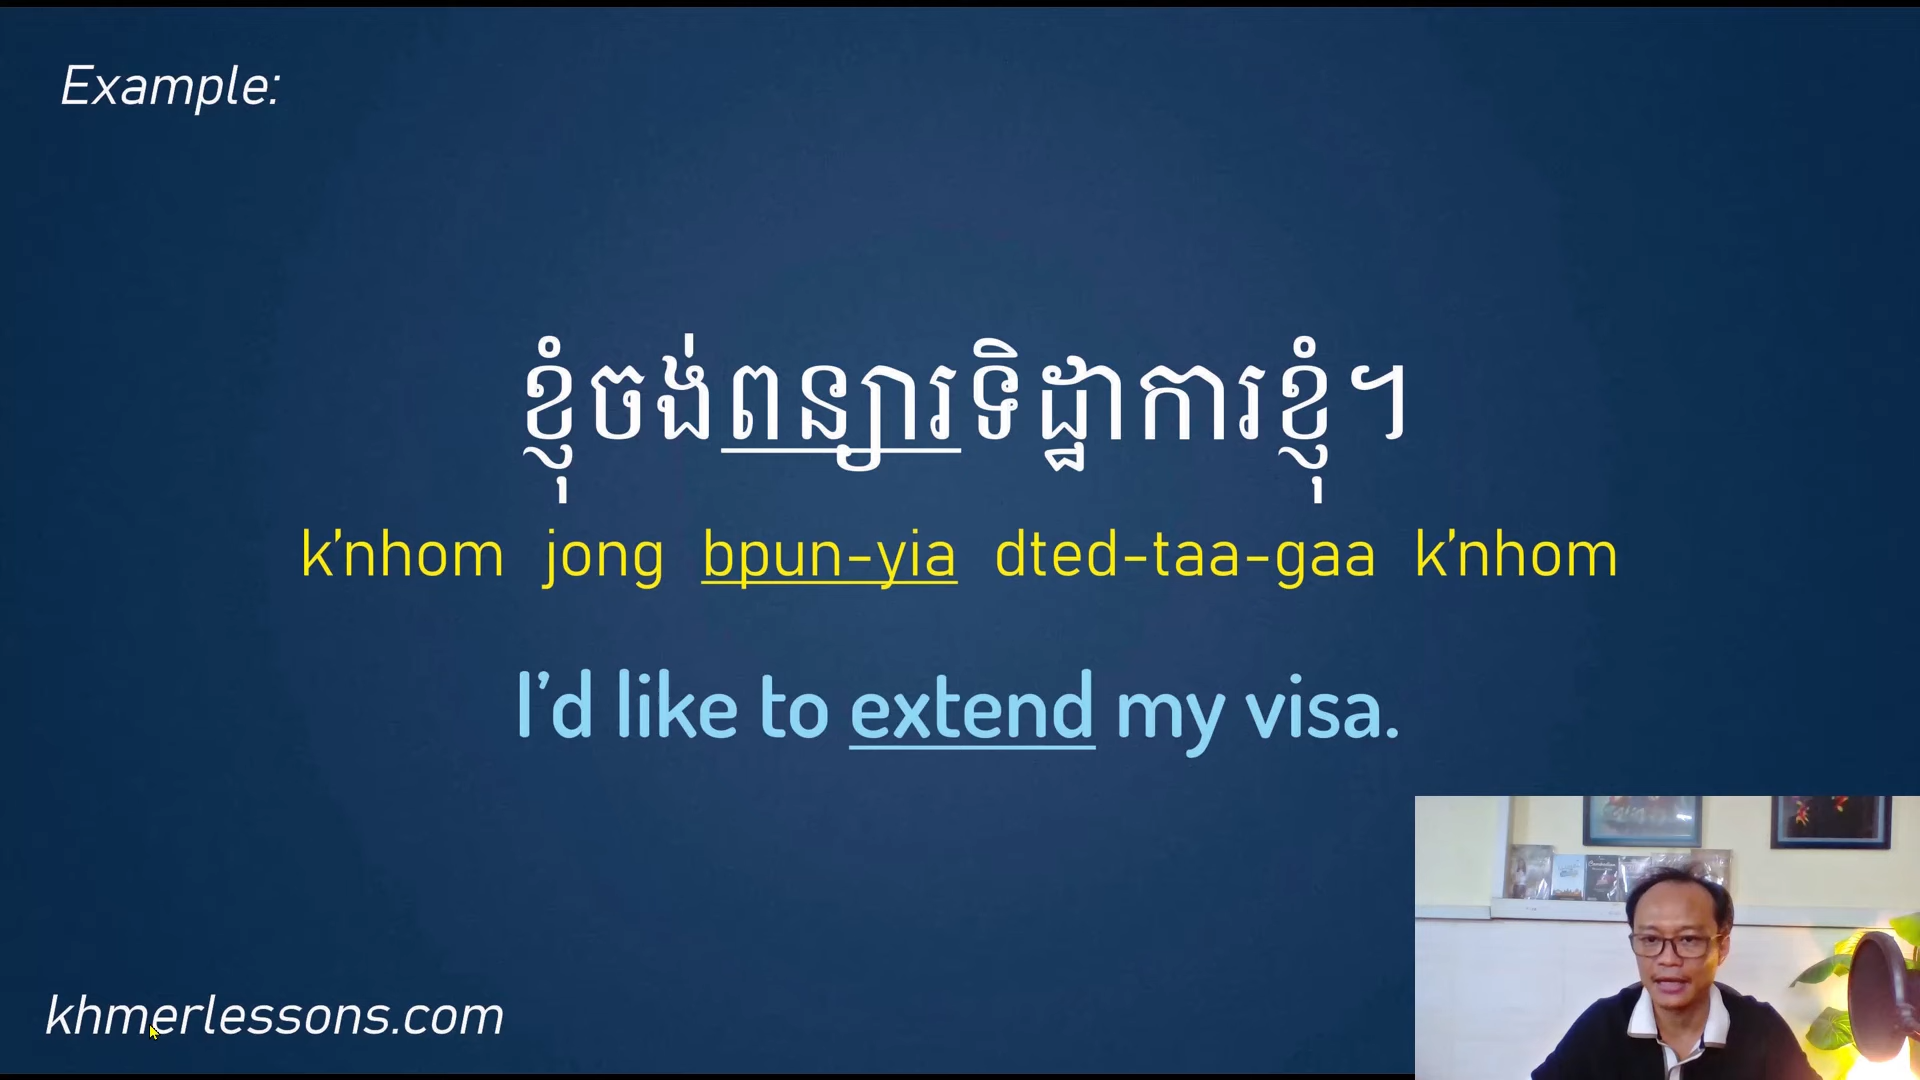 Example:
ខ្ញុំចង់ពន្យារទិដ្ឋាការខ្ញុំ។
k’nhom jong bpun-yia dted-taa-gaa k’nhom
I’d like to extend my visa.
khmerlessons.com